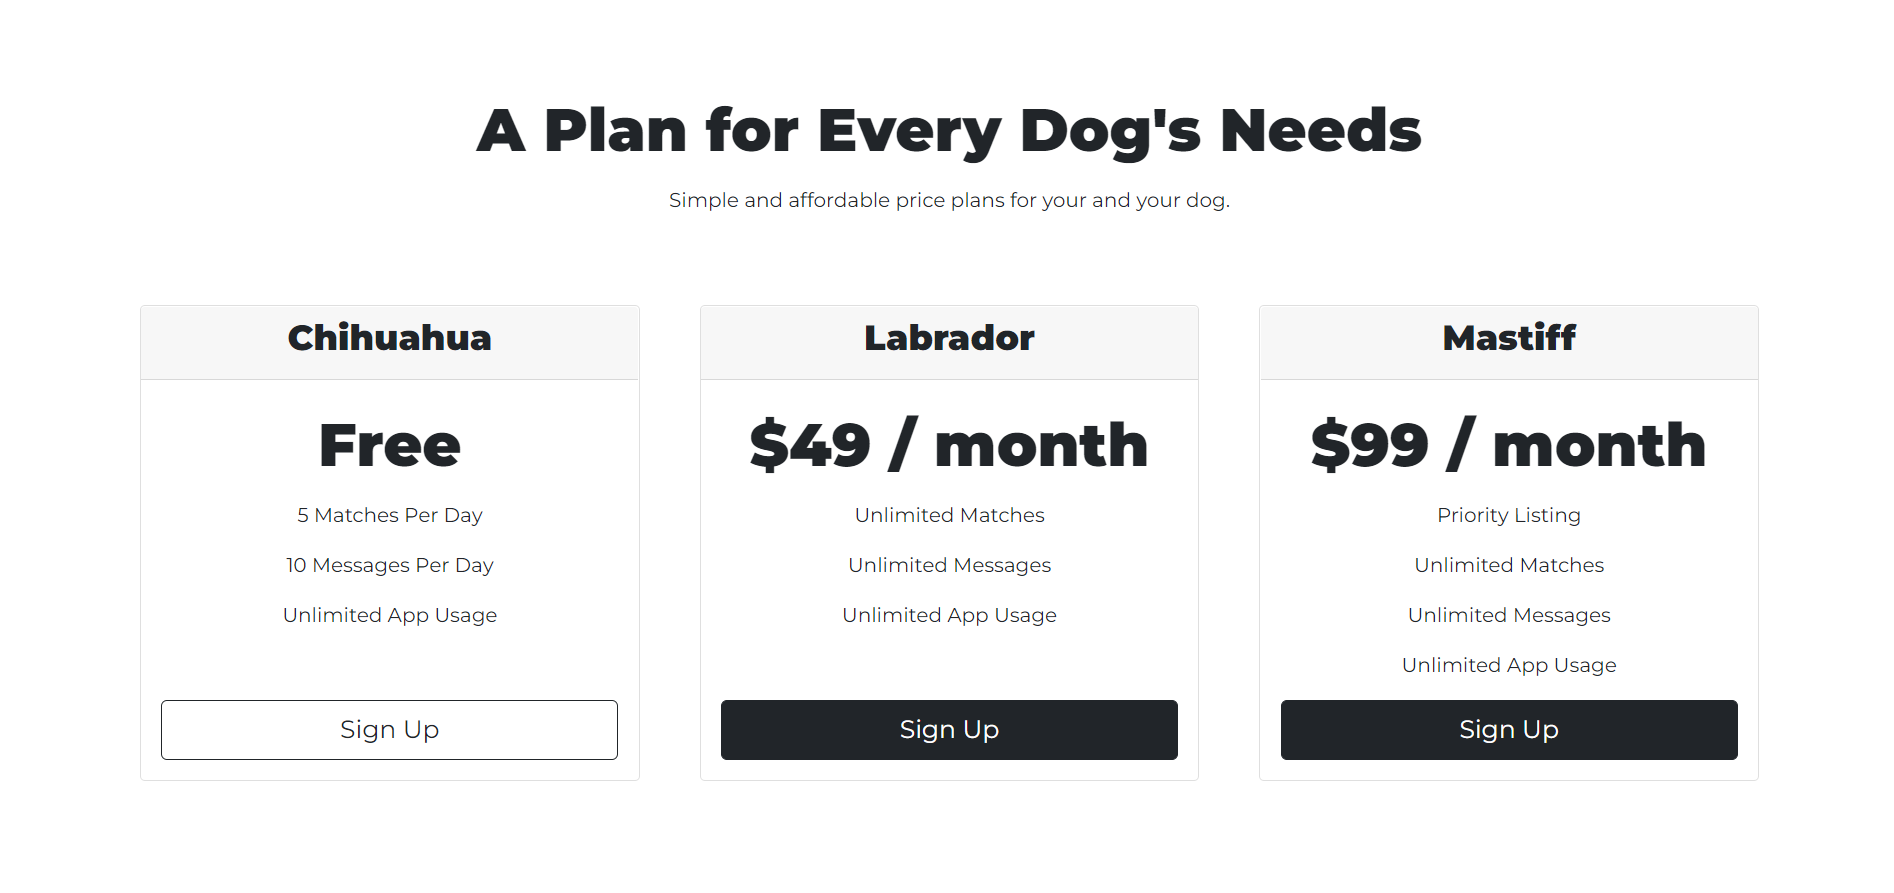 A Plan for Every Dog's Needs
Simple and affordable price plans for your and your dog.
Chihuahua
Free
5 Matches Per Day
10 Messages Per Day
Unlimited App Usage
Sign Up
Labrador
$49 / month
Unlimited Matches
Unlimited Messages
Unlimited App Usage
Sign Up
Mastiff
$99 / month
Priority Listing
Unlimited Matches
Unlimited Messages
Unlimited App Usage
Sign Up